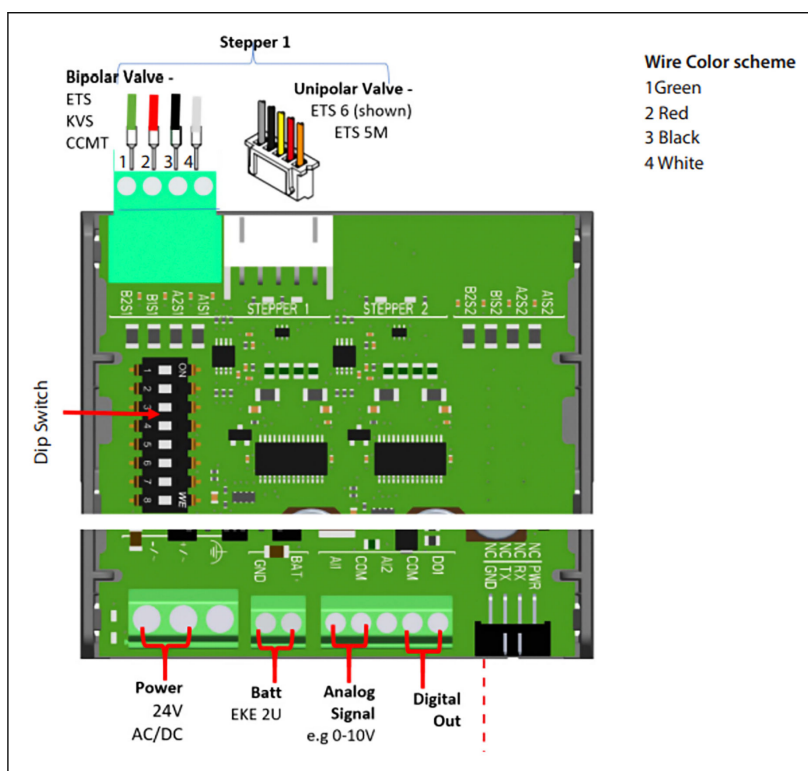 Stepper 1
Bipolar Valve -
ETS
KVS
CCMT
Unipolar Valve -
ETS 6 (shown)
ETS 5M
Wire Color scheme
1Green
2 Red
3 Black
4 White
1 2 3 4
B2S1 B1S1 A2S1 A1S1
STEPPER 1
STEPPER 2
B2S2 B1S2 A2S2 A1S2
Dip Switch
ON
1
2
3
4
5
6
7
8
WE
-/~ +/~
GND BAT-
AI1 COM AI2 COM DO1
NC|GND NC|TX NC|RX NC|PWR
Power
24V
AC/DC
Batt
EKE 2U
Analog
Signal
e.g 0-10V
Digital
Out